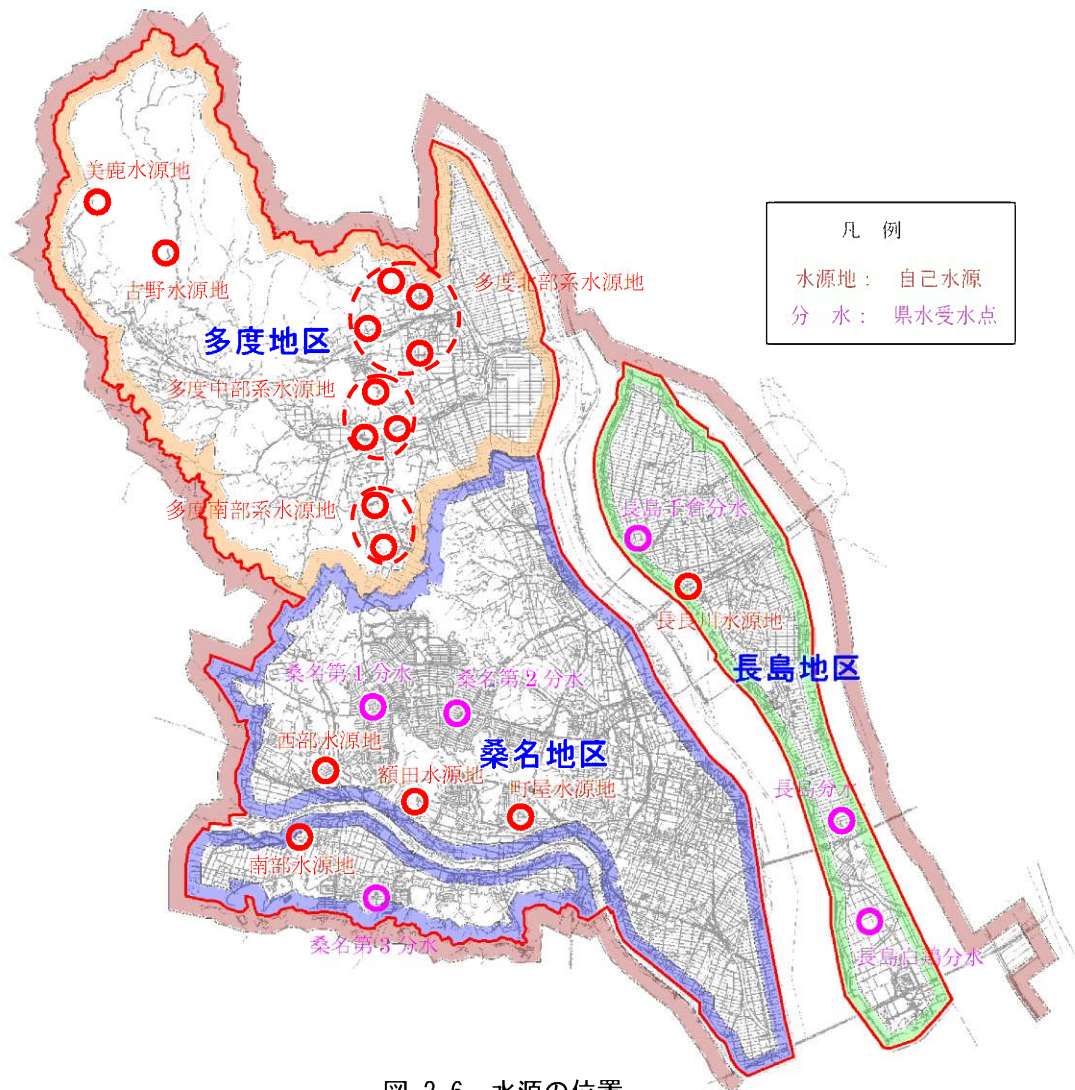 美鹿水源地
古野水源地
多度北部系水源地
多度地区
多度中部系水源地
多度南部系水源地
凡 例
水源地: 自己水源
分 水: 県水受水点
長島千倉分水
長良川水源地
長島地区
桑名第1分水
桑名第2分水
西部水源地
桑名地区
額田水源地
町屋水源地
長島分水
南部水源地
桑名第3分水
長島白鶏分水
図 2.6 水源の位置